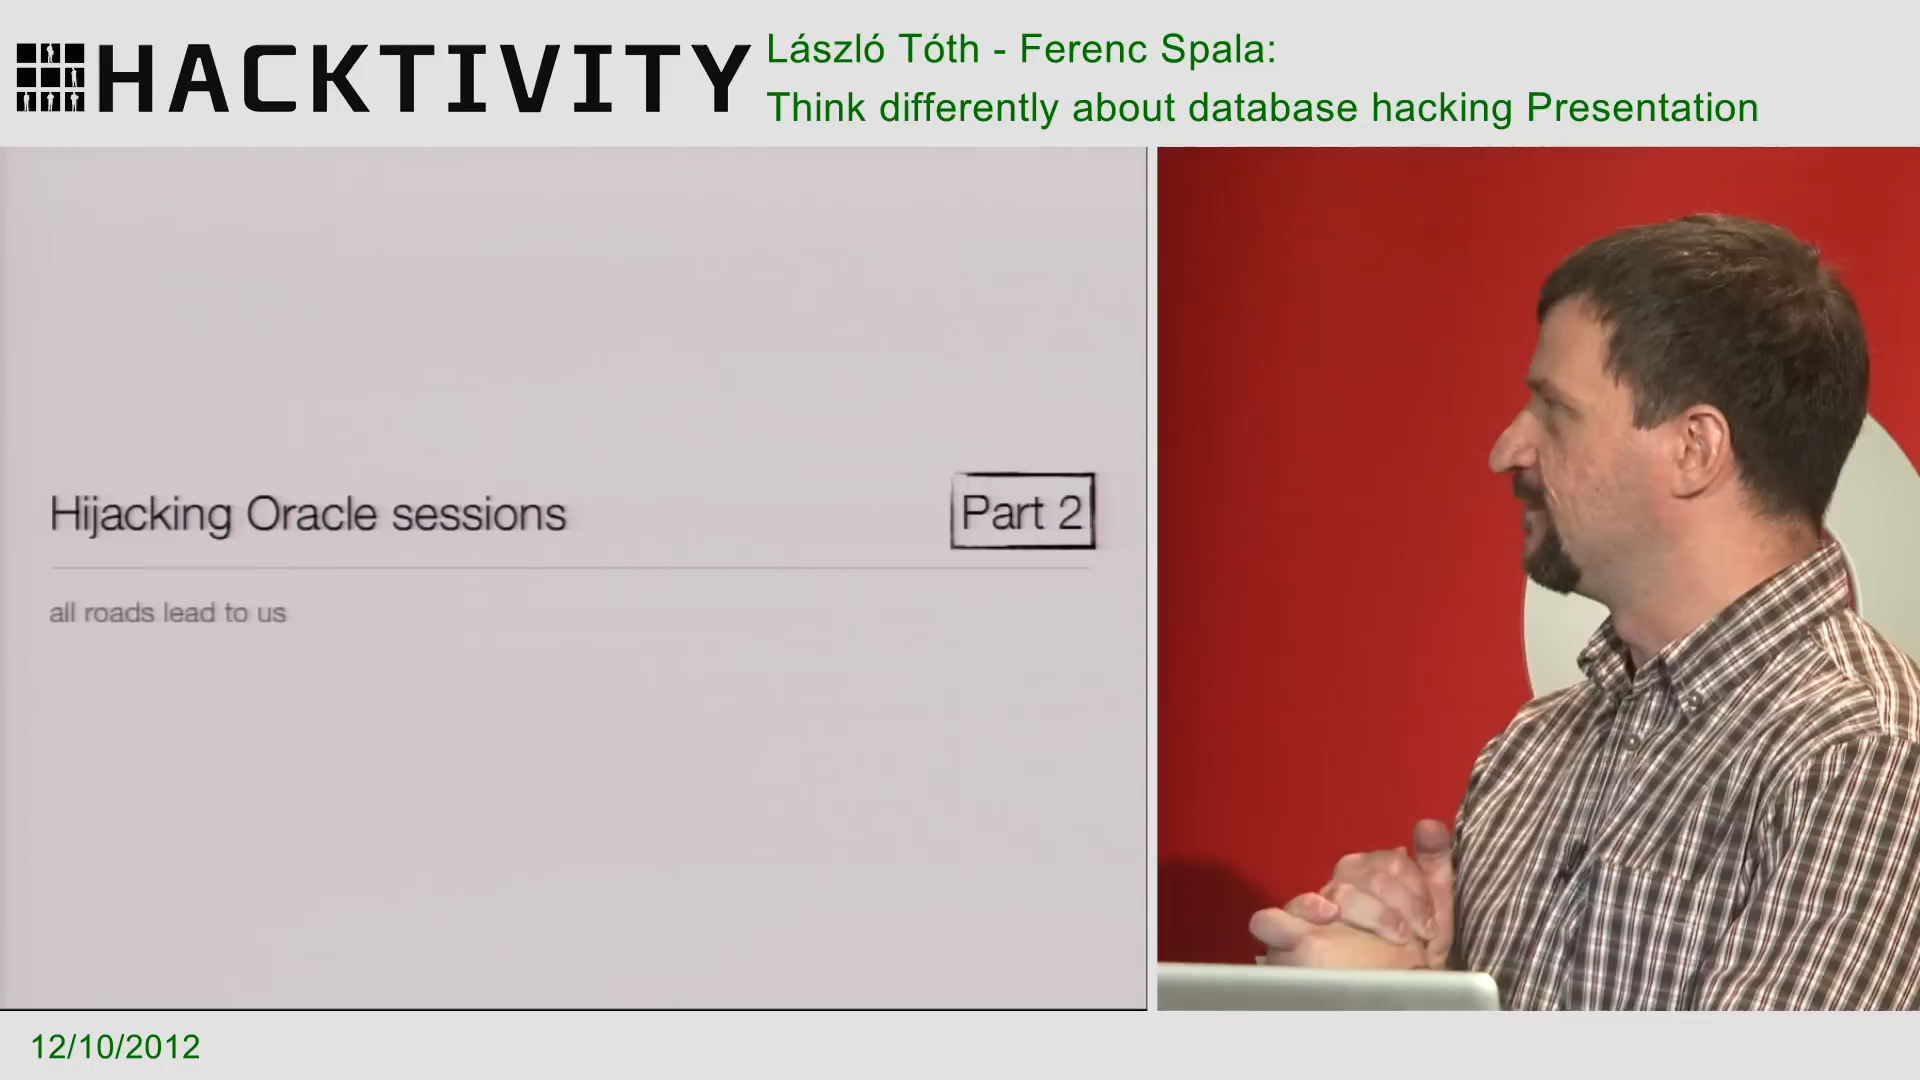 HACKTIVITY
László Tóth - Ferenc Spala:
Think differently about database hacking Presentation
Hijacking Oracle sessions
Part 2
all roads lead to us
12/10/2012